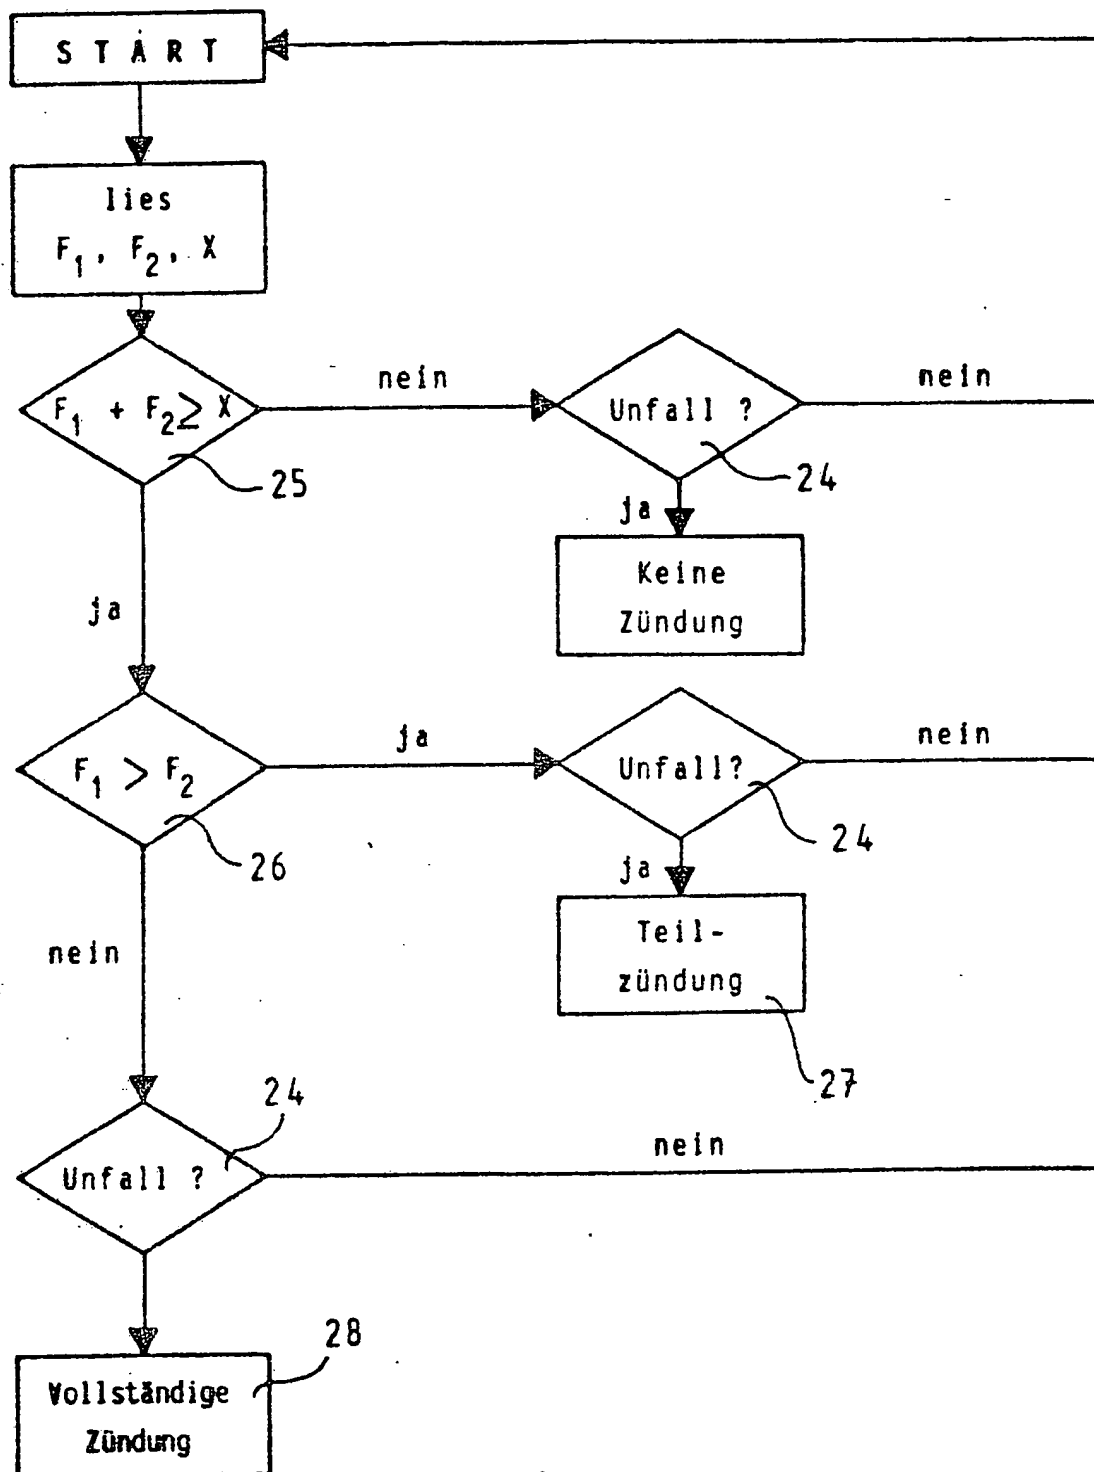 START
lies
F₁, F₂, X
F₁ + F₂ ≥ X
25
nein
Unfall ?
24
nein
ja
Keine
Zündung
ja
F₁ > F₂
26
ja
Unfall?
24
nein
ja
Teil-
zündung
27
nein
Unfall ?
24
nein
Vollständige
Zündung
28